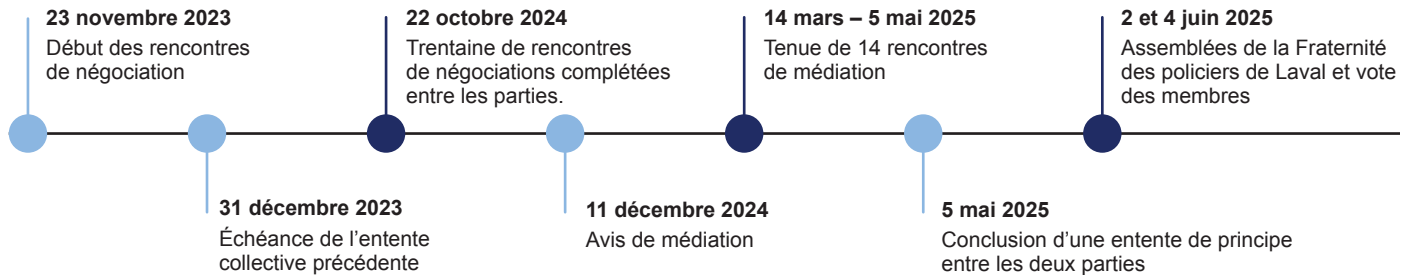 23 novembre 2023
Début des rencontres
de négociation
31 décembre 2023
Échéance de l’entente
collective précédente
22 octobre 2024
Trentaine de rencontres
de négociations complétées
entre les parties.
11 décembre 2024
Avis de médiation
14 mars – 5 mai 2025
Tenue de 14 rencontres
de médiation
5 mai 2025
Conclusion d’une entente de principe
entre les deux parties
2 et 4 juin 2025
Assemblées de la Fraternité
des policiers de Laval et vote
des membres